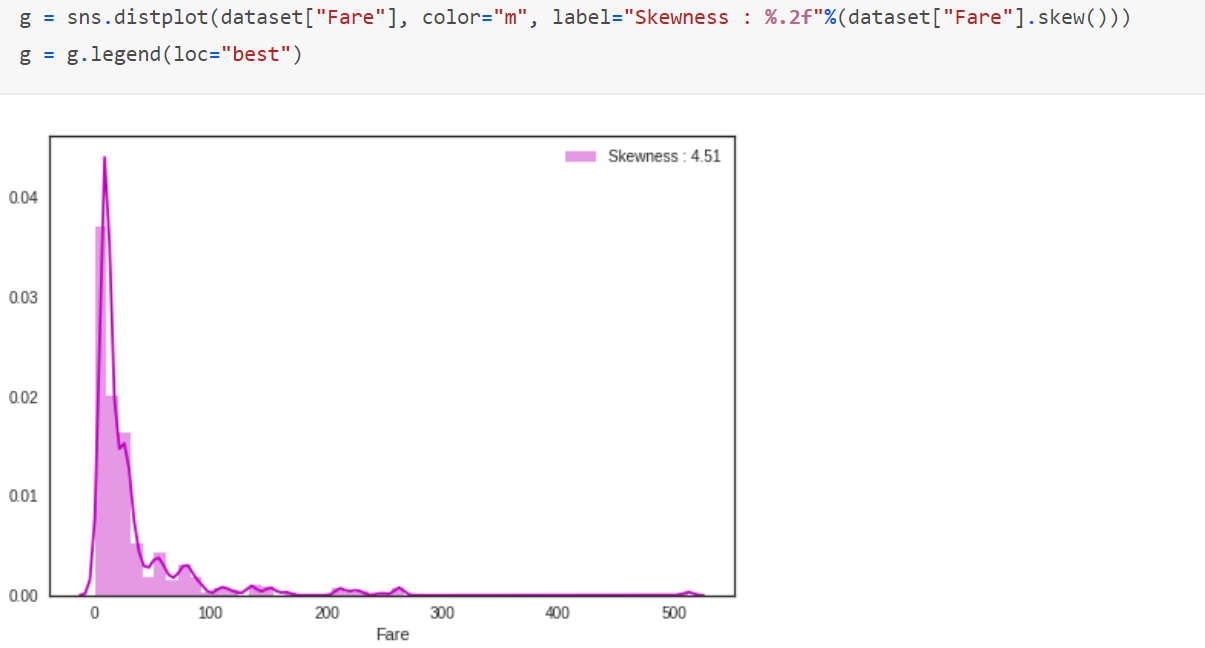 g = sns.distplot(dataset["Fare"], color="m", label="Skewness : %.2f"%(dataset["Fare"].skew()))
g = g.legend(loc="best")
Skewness : 4.51
0.04
0.03
0.02
0.01
0.00
0 100 200 300 400 500
Fare